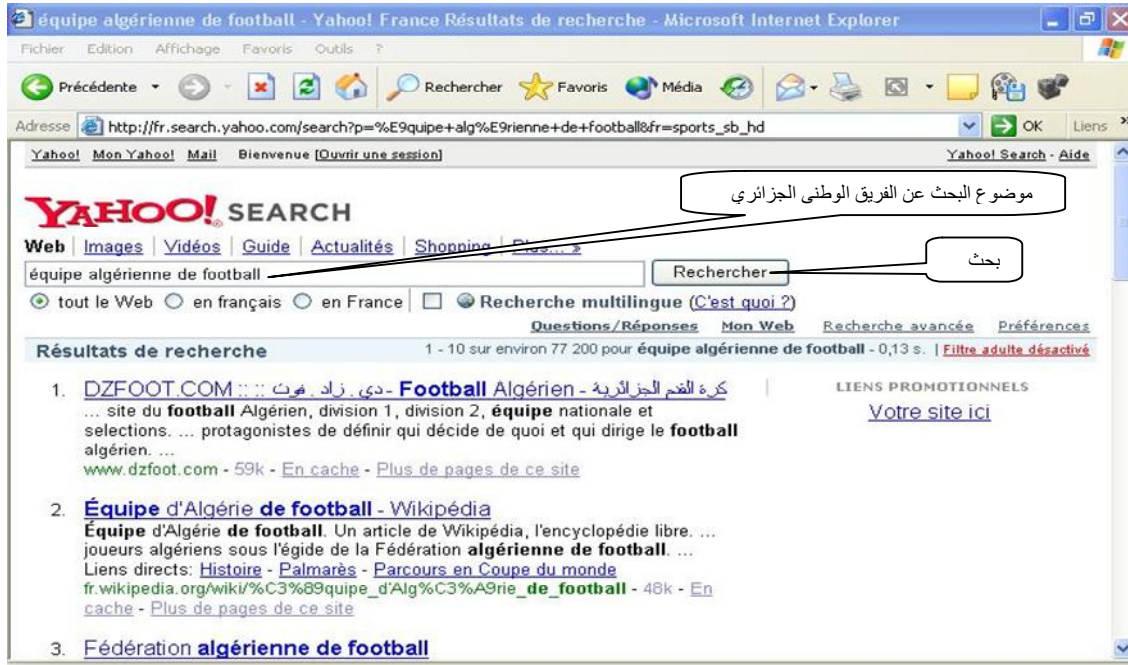 équipe algérienne de football - Yahoo! France Résultats de recherche - Microsoft Internet Explorer
Fichier Edition Affichage Favoris Outils ?
Précédente Rechercher Favoris Média
Adresse http://fr.search.yahoo.com/search?p=%E9quipe+alg%E9rienne+de+football&fr=sports_sb_hd OK Liens »
Yahoo! Mon Yahoo! Mail Bienvenue [Ouvrir une session] Yahoo! Search - Aide
موضوع البحث عن الفريق الوطنى الجزائري
YAHOO! SEARCH
Web | Images | Vidéos | Guide | Actualités | Shopping | Plus... »
بحث
équipe algérienne de football Rechercher
tout le Web en français en France | Recherche multilingue (C'est quoi ?)
Questions/Réponses Mon Web Recherche avancée Préférences
Résultats de recherche 1 - 10 sur environ 77 200 pour équipe algérienne de football - 0,13 s. | Filtre adulte désactivé
1. DZFOOT.COM :: :: دي . زاد . فوت - Football Algérien - كرة القدم الجزائرية
LIENS PROMOTIONNELS
... site du football Algérien, division 1, division 2, équipe nationale et
Votre site ici
selections. ... protagonistes de définir qui décide de quoi et qui dirige le football
algérien. ...
www.dzfoot.com - 59k - En cache - Plus de pages de ce site
2. Équipe d'Algérie de football - Wikipédia
Équipe d'Algérie de football. Un article de Wikipédia, l'encyclopédie libre. ...
joueurs algériens sous l'égide de la Fédération algérienne de football. ...
Liens directs: Histoire - Palmarès - Parcours en Coupe du monde
fr.wikipedia.org/wiki/%C3%89quipe_d'Alg%C3%A9rie_de_football - 48k - En
cache - Plus de pages de ce site
3. Fédération algérienne de football